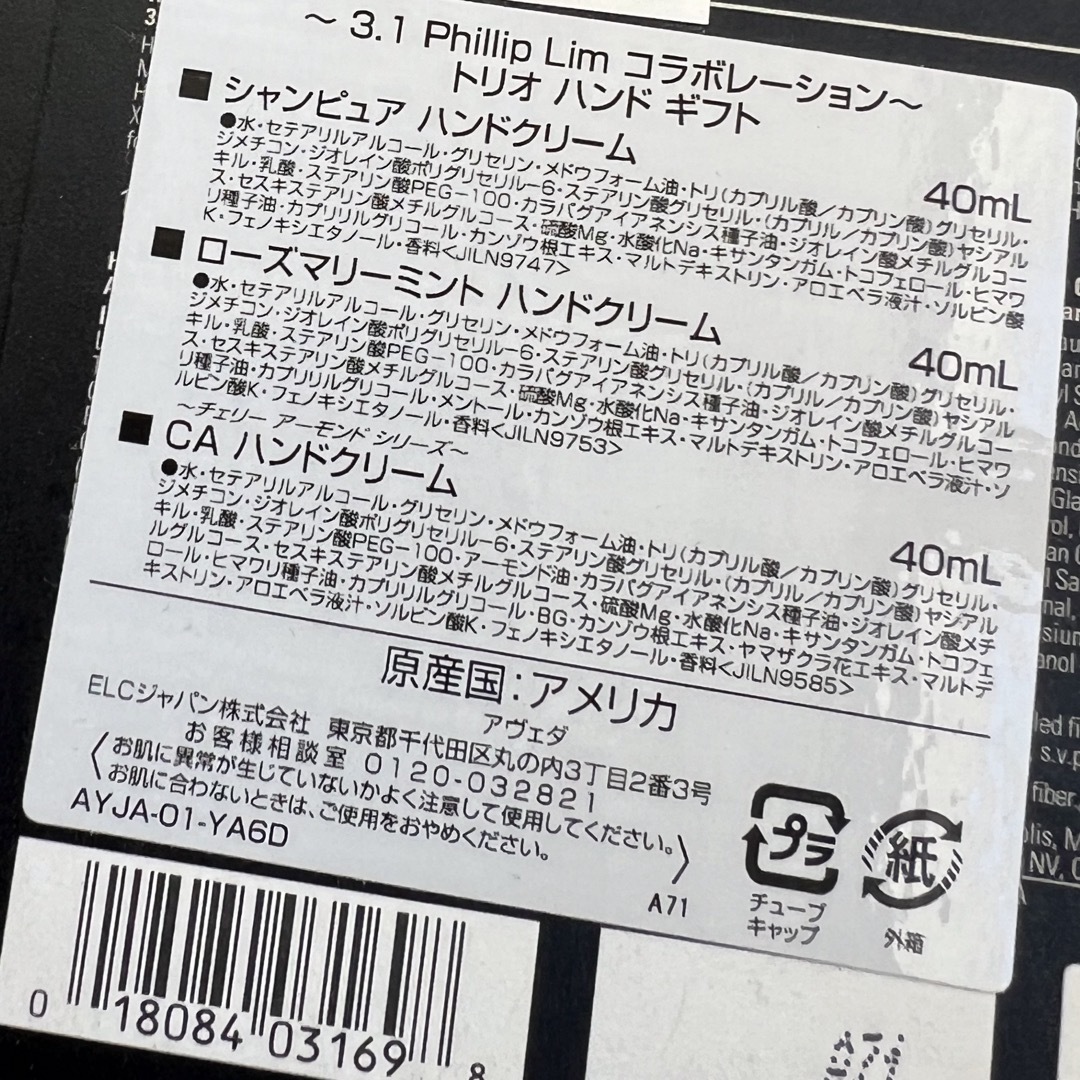 ～ 3.1 Phillip Lim コラボレーション～
トリオ ハンド ギフト
■ シャンピュア ハンドクリーム 40mL
●水・セテアリルアルコール・グリセリン・メドウフォーム油・トリ(カプリル酸／カプリン酸)グリセリル・
ジメチコン・ジオレイン酸ポリグリセリル-6・ステアリン酸グリセリル・(カプリル／カプリン酸)ヤシアル
キル・乳酸・ステアリン酸PEG-100・カラパグアイアネンシス種子油・ジオレイン酸メチルグルコー
ス・セスキステアリン酸メチルグルコース・硫酸Mg・水酸化Na・キサンタンガム・トコフェロール・ヒマワ
リ種子油・カプリリルグリコール・カンゾウ根エキス・マルトデキストリン・アロエベラ液汁・ソルビン酸
K・フェノキシエタノール・香料<JILN9747>
■ ローズマリーミント ハンドクリーム 40mL
●水・セテアリルアルコール・グリセリン・メドウフォーム油・トリ(カプリル酸／カプリン酸)グリセリル・
ジメチコン・ジオレイン酸ポリグリセリル-6・ステアリン酸グリセリル・(カプリル／カプリン酸)ヤシアル
キル・乳酸・ステアリン酸PEG-100・カラパグアイアネンシス種子油・ジオレイン酸メチルグルコー
ス・セスキステアリン酸メチルグルコース・硫酸Mg・水酸化Na・キサンタンガム・トコフェロール・ヒマワ
リ種子油・カプリリルグリコール・メントール・カンゾウ根エキス・マルトデキストリン・アロエベラ液汁・ソ
ルビン酸K・フェノキシエタノール・香料<JILN9753>
～チェリー アーモンド シリーズ～
■ CA ハンドクリーム 40mL
●水・セテアリルアルコール・グリセリン・メドウフォーム油・トリ(カプリル酸／カプリン酸)グリセリル・
ジメチコン・ジオレイン酸ポリグリセリル-6・ステアリン酸グリセリル・(カプリル／カプリン酸)ヤシアル
キル・乳酸・ステアリン酸PEG-100・アーモンド油・カラパグアイアネンシス種子油・ジオレイン酸メチ
ルグルコース・セスキステアリン酸メチルグルコース・硫酸Mg・水酸化Na・キサンタンガム・トコフェ
ロール・ヒマワリ種子油・カプリリルグリコール・BG・カンゾウ根エキス・ヤマザクラ花エキス・マルトデ
キストリン・アロエベラ液汁・ソルビン酸K・フェノキシエタノール・香料<JILN9585>
原産国：アメリカ
アヴェダ
ELCジャパン株式会社 東京都千代田区丸の内3丁目2番3号
お客様相談室 0120-032821
〈お肌に異常が生じていないかよく注意して使用してください。
お肌に合わないときは、ご使用をおやめください。〉
AYJA-01-YA6D
A71
プラ
チューブ
キャップ
紙
外箱
0 18084 03169 8